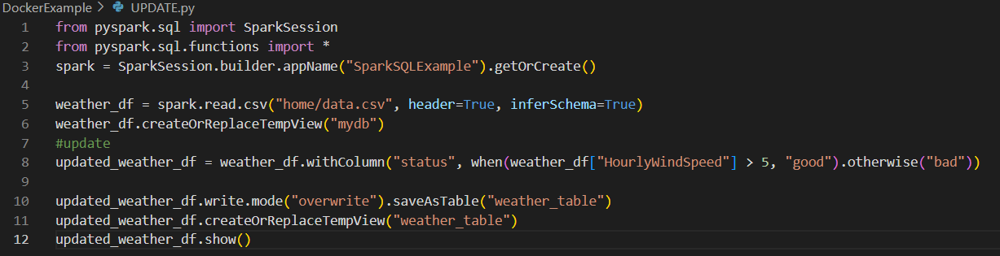 DockerExample > UPDATE.py
1 from pyspark.sql import SparkSession
2 from pyspark.sql.functions import *
3 spark = SparkSession.builder.appName("SparkSQLExample").getOrCreate()
4
5 weather_df = spark.read.csv("home/data.csv", header=True, inferSchema=True)
6 weather_df.createOrReplaceTempView("mydb")
7 #update
8 updated_weather_df = weather_df.withColumn("status", when(weather_df["HourlyWindSpeed"] > 5, "good").otherwise("bad"))
9
10 updated_weather_df.write.mode("overwrite").saveAsTable("weather_table")
11 updated_weather_df.createOrReplaceTempView("weather_table")
12 updated_weather_df.show()